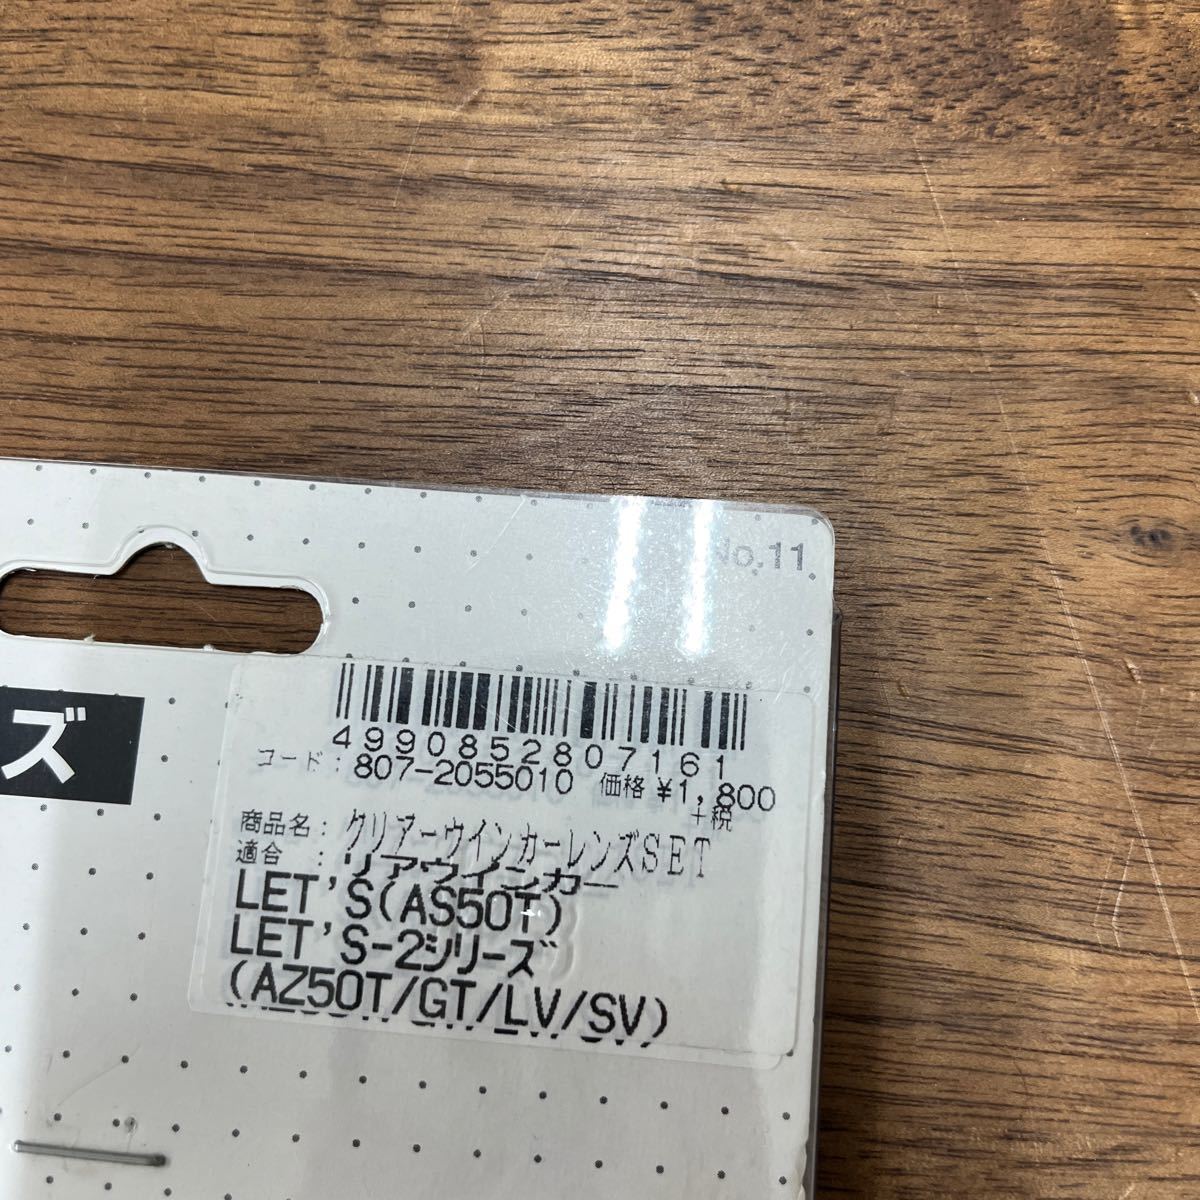 No.11
ズ
4990852807161
コード:807-2055010 価格 ¥1,800
+税
商品名:クリアーウインカーレンズSET
適合 :リアウインカー
LET'S(AS50T)
LET'S-2シリーズ
(AZ50T/GT/LV/SV)